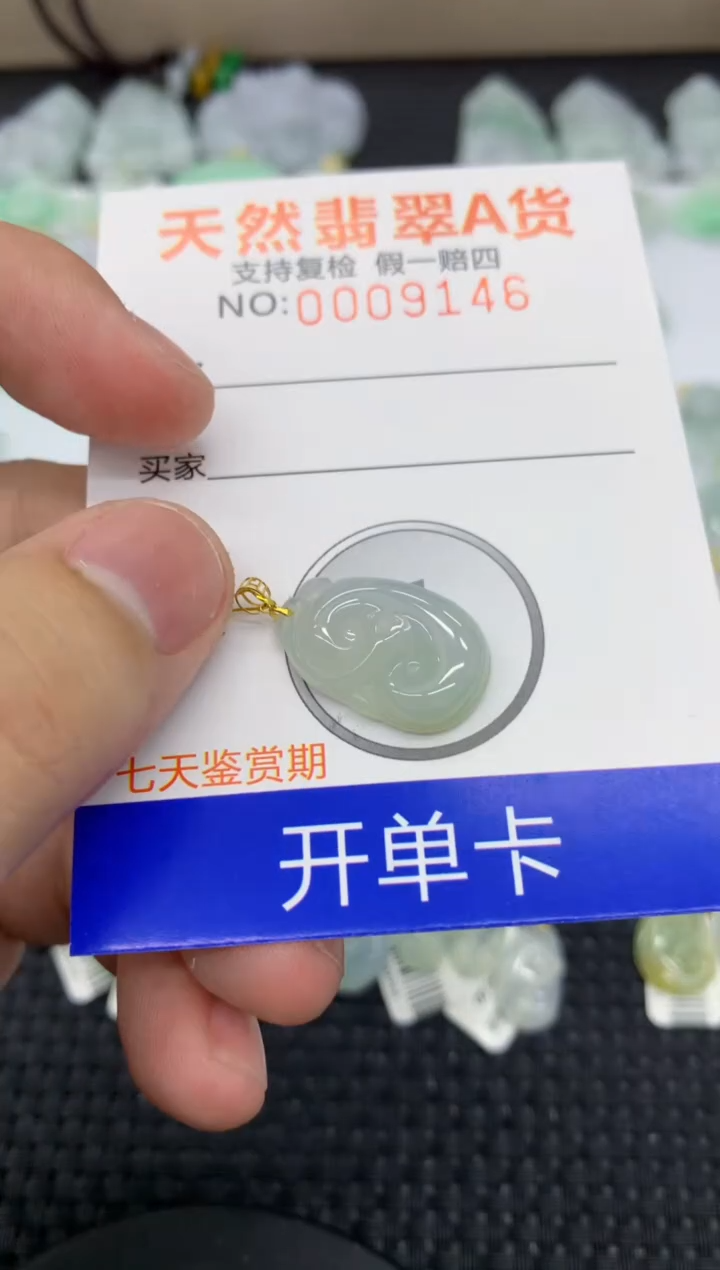 天然翡翠A货
支持复检 假一赔四
NO:0009146
买家
七天鉴赏期
开单卡